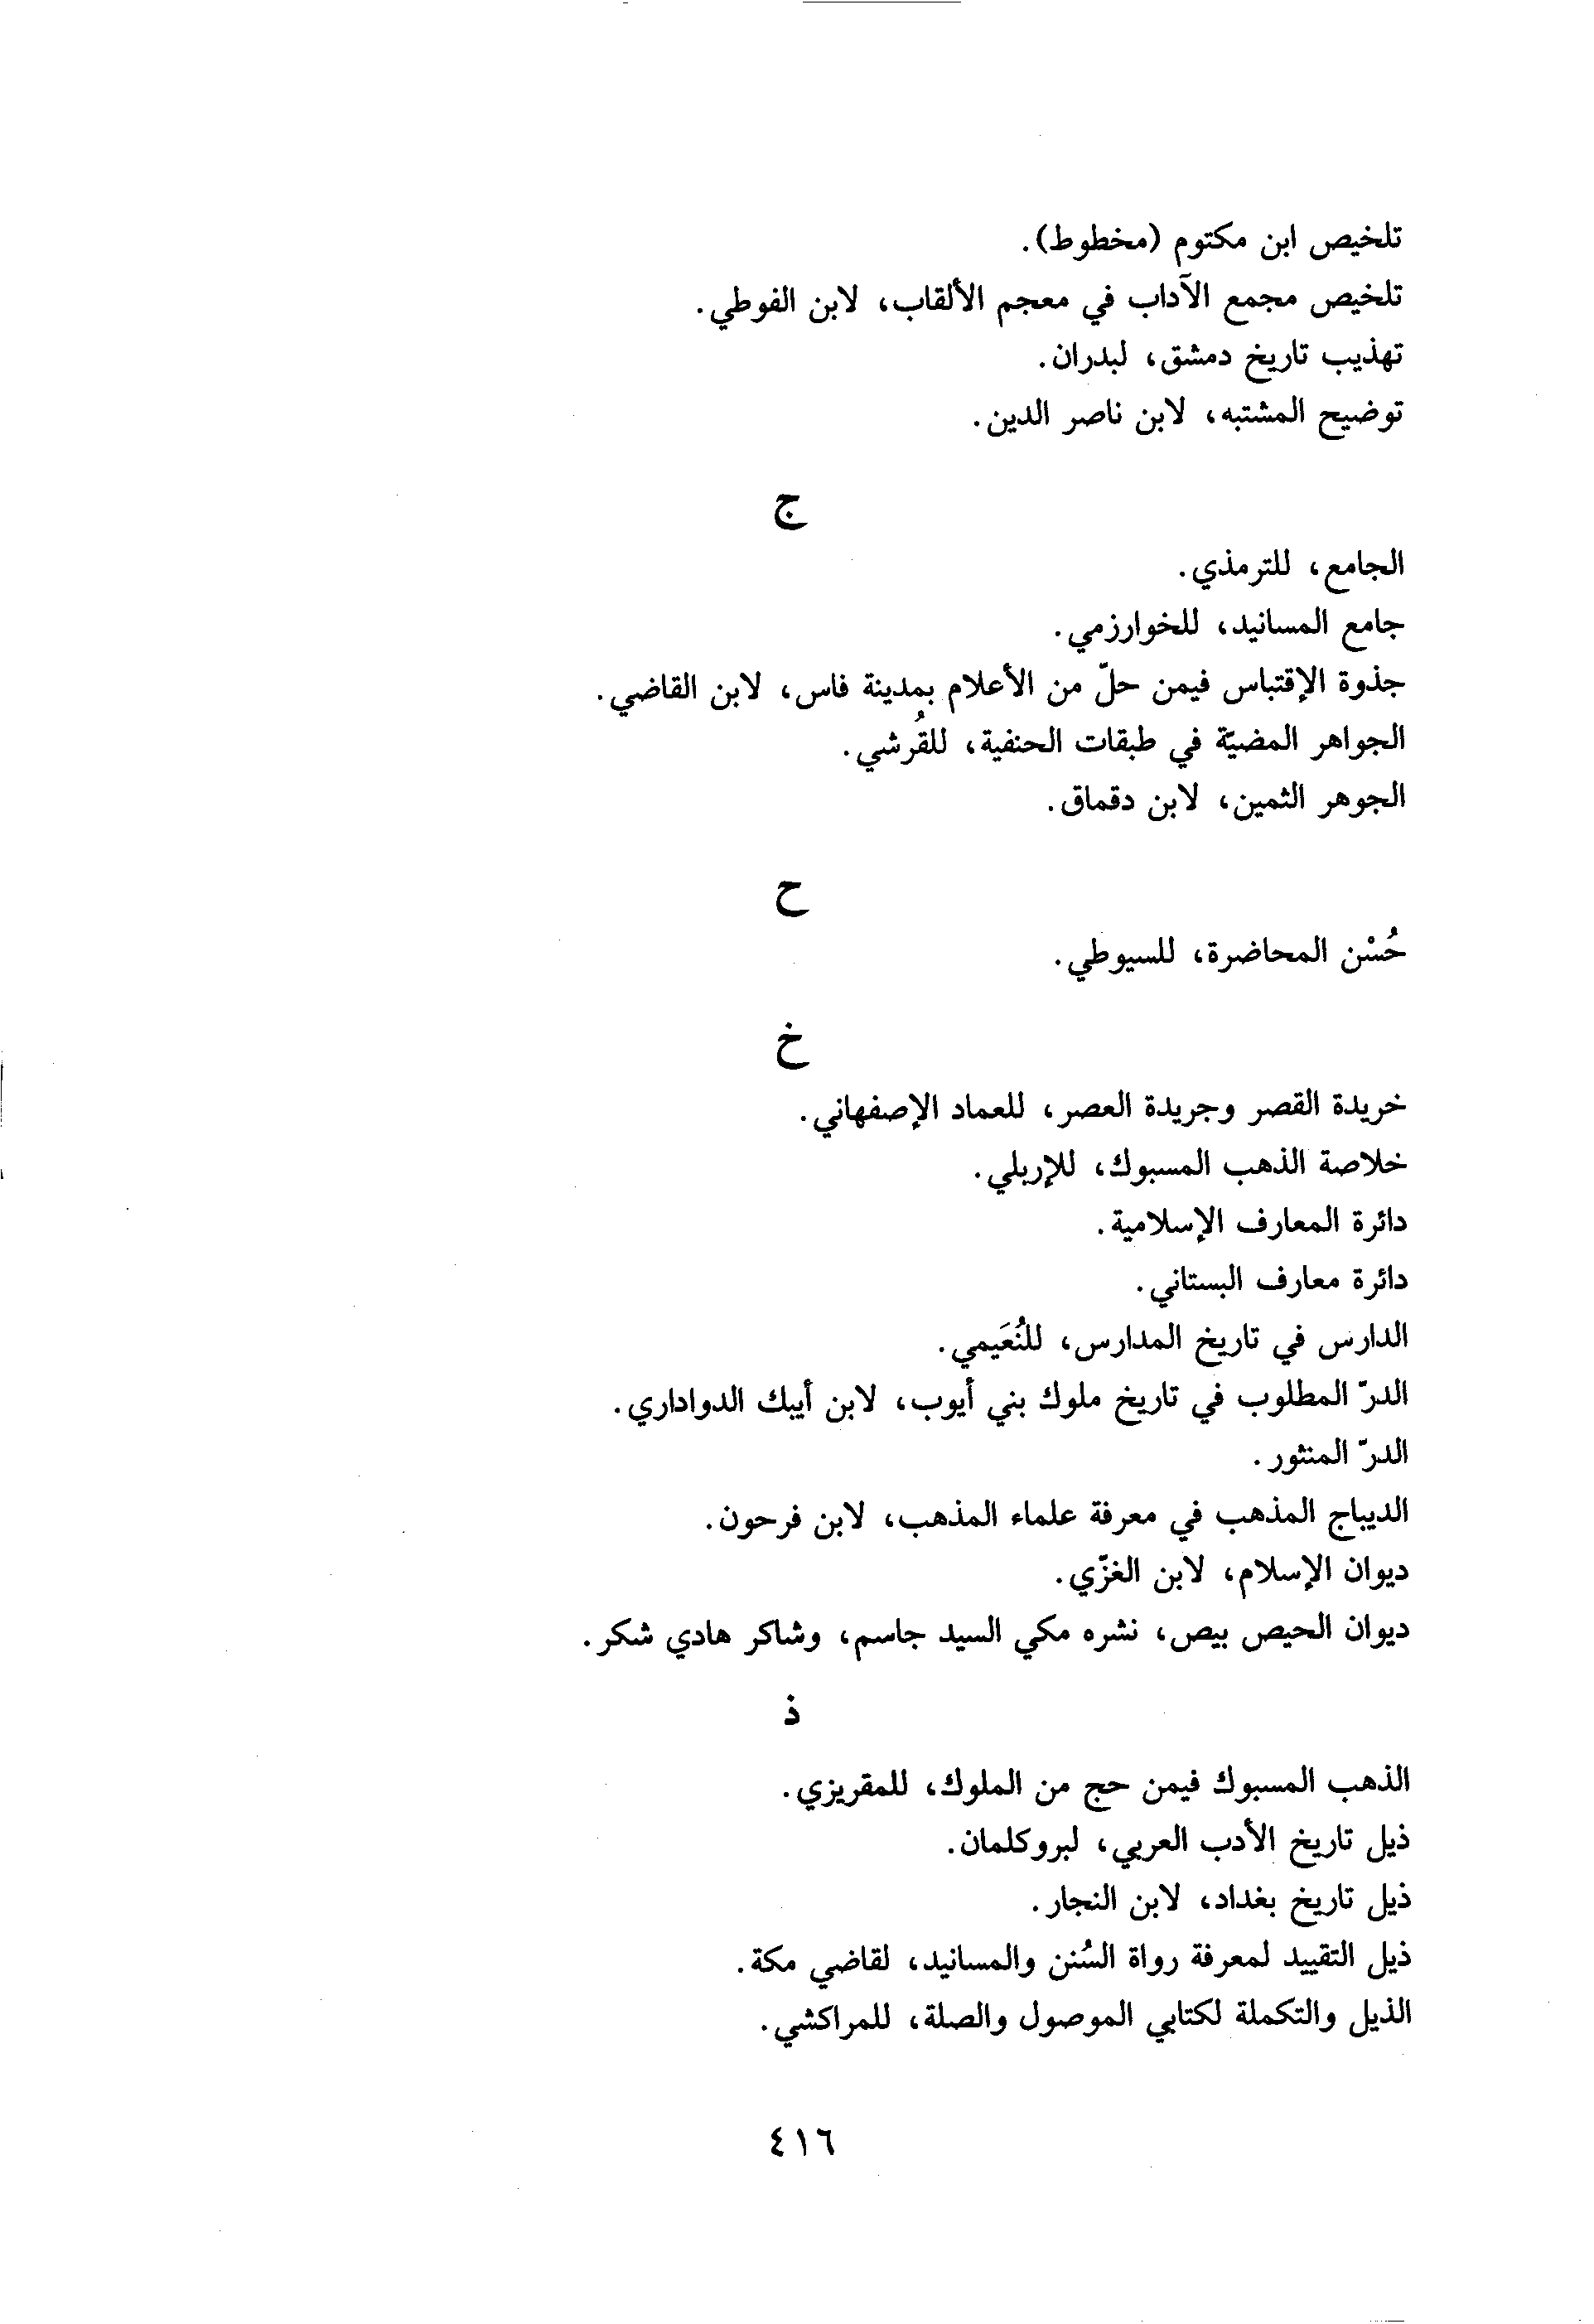 تلخيص ابن مكتوم (مخطوط).
تلخيص مجمع الآداب في معجم الألقاب، لابن الفوطي.
تهذيب تاريخ دمشق، لبدران.
توضيح المشتبه، لابن ناصر الدين.
ج
الجامع، للترمذي.
جامع المسانيد، للخوارزمي.
جذوة الإقتباس فيمن حلّ من الأعلام بمدينة فاس، لابن القاضي.
الجواهر المضيّة في طبقات الحنفية، للقُرشي.
الجوهر الثمين، لابن دقماق.
ح
حُسْن المحاضرة، للسيوطي.
خ
خريدة القصر وجريدة العصر، للعماد الإصفهاني.
خلاصة الذهب المسبوك، للإربلي.
دائرة المعارف الإسلامية.
دائرة معارف البستاني.
الدارس في تاريخ المدارس، للنُعَيمي.
الدرّ المطلوب في تاريخ ملوك بني أيوب، لابن أيبك الدواداري.
الدرّ المنثور.
الديباج المذهب في معرفة علماء المذهب، لابن فرحون.
ديوان الإسلام، لابن الغزّي.
ديوان الحيص بيص، نشره مكي السيد جاسم، وشاكر هادي شكر.
ذ
الذهب المسبوك فيمن حج من الملوك، للمقريزي.
ذيل تاريخ الأدب العربي، لبروكلمان.
ذيل تاريخ بغداد، لابن النجار.
ذيل التقييد لمعرفة رواة السُنن والمسانيد، لقاضي مكة.
الذيل والتكملة لكتابي الموصول والصلة، للمراكشي.
٤١٦